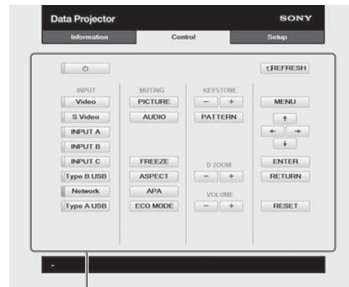 Data Projector SONY
Information Control Setup
REFRESH
INPUT MUTING KEYSTONE
Video PICTURE - + MENU
S Video AUDIO PATTERN
INPUT A
INPUT B
INPUT C FREEZE D ZOOM ENTER
Type B USB ASPECT - + RETURN
Network APA VOLUME
Type A USB ECO MODE - + RESET